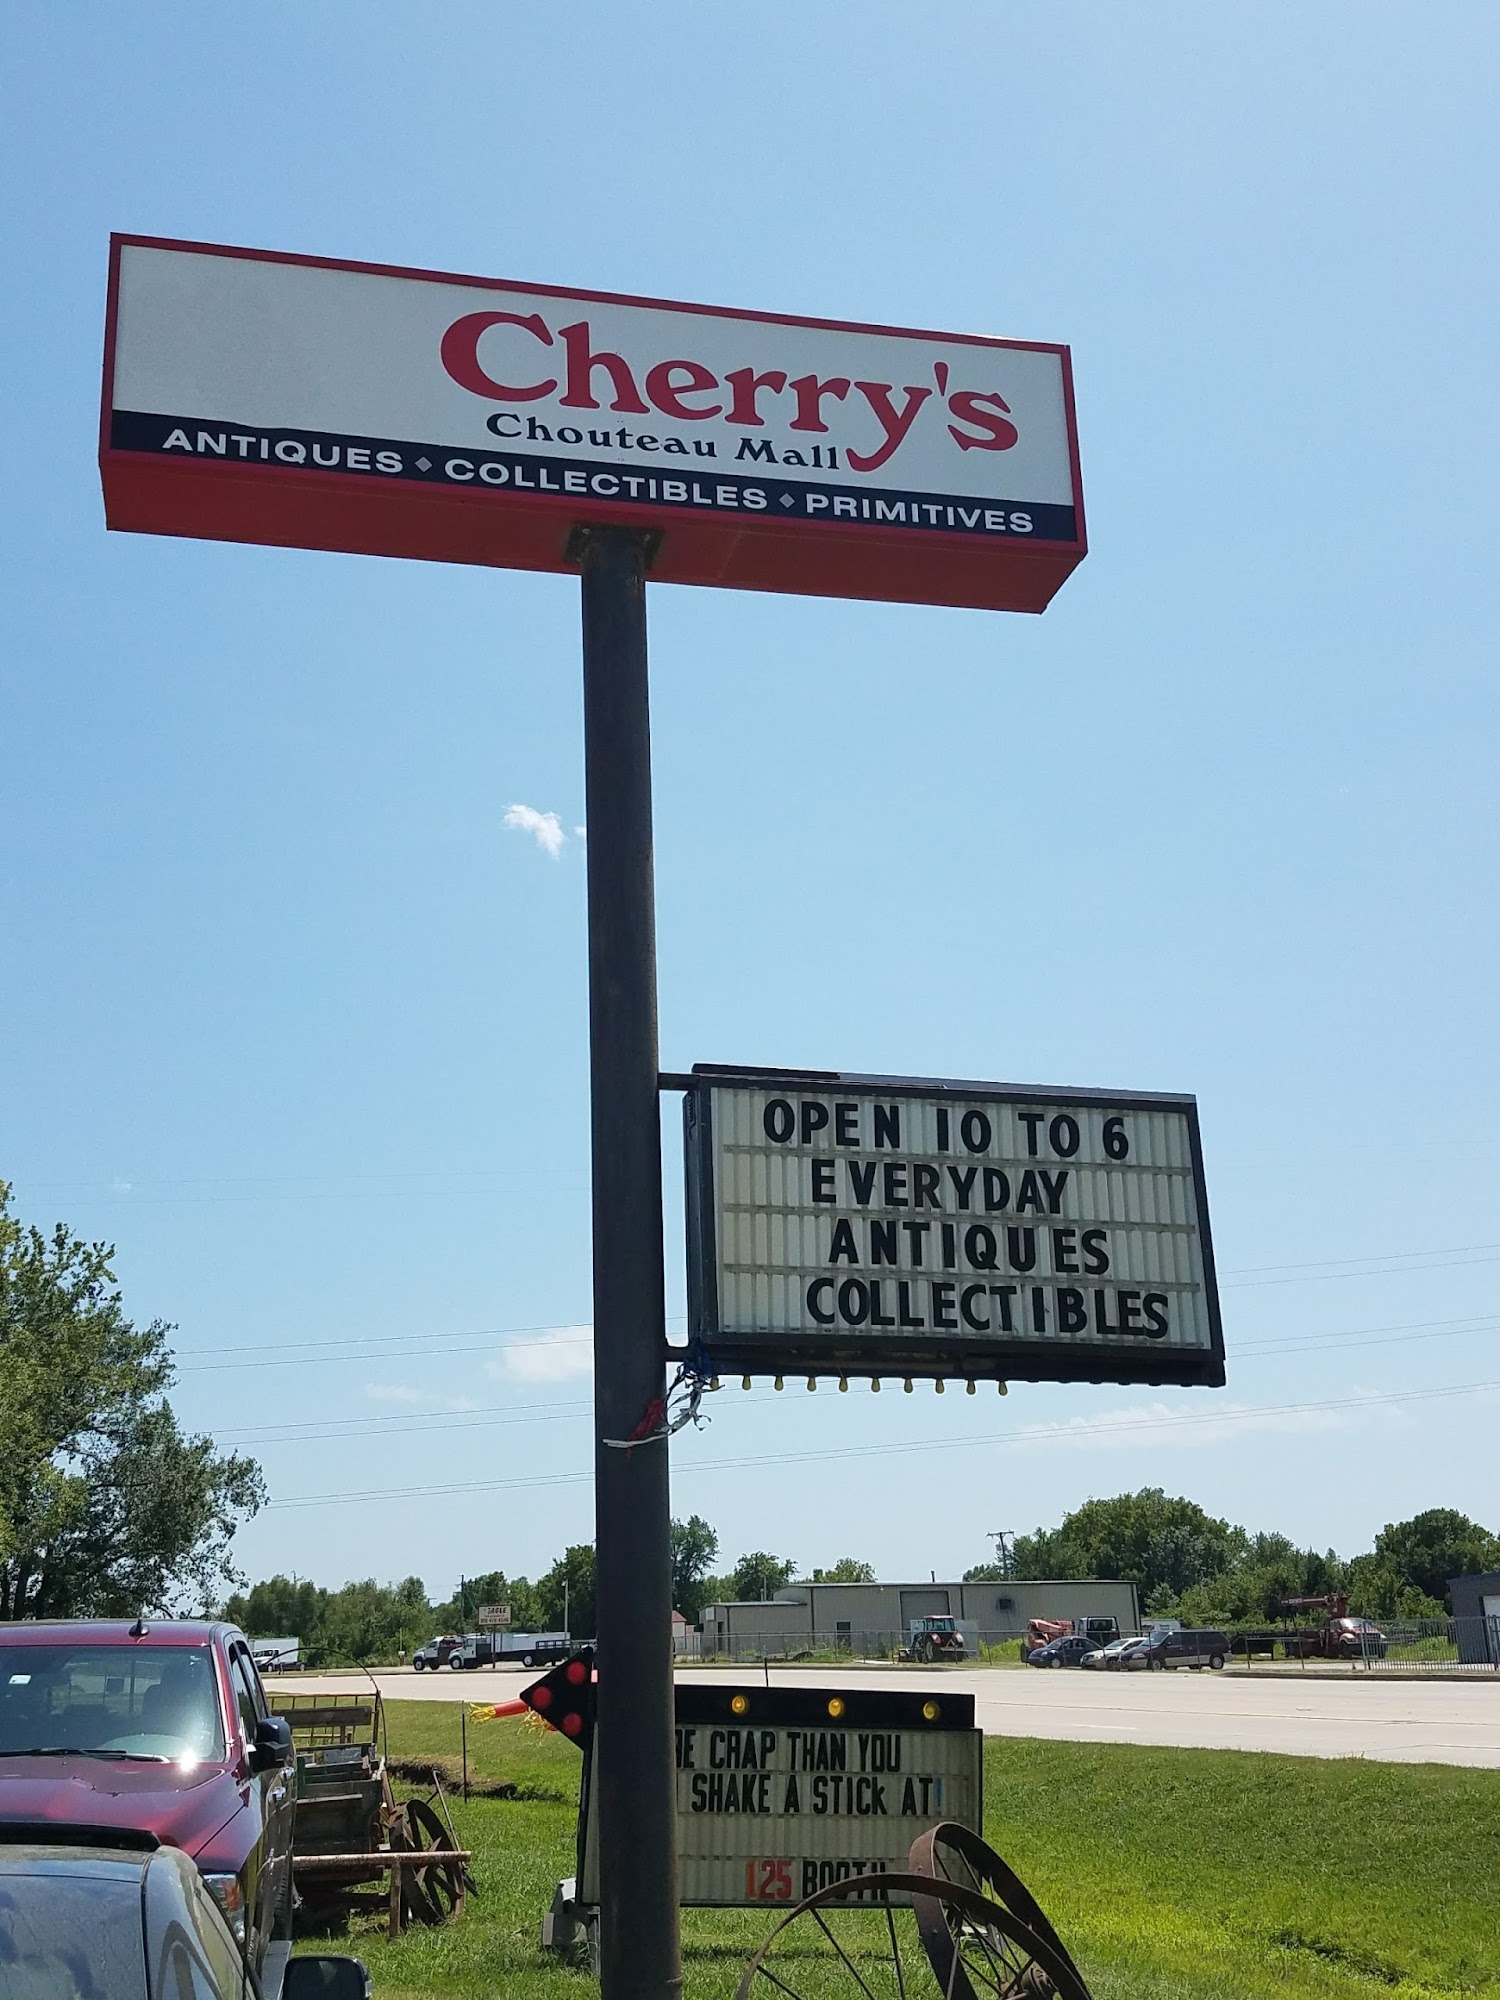 Cherry's
Chouteau Mall
ANTIQUES ◆ COLLECTIBLES ◆ PRIMITIVES
OPEN 10 TO 6
EVERYDAY
ANTIQUES
COLLECTIBLES
CRAP THAN YOU
SHAKE A STICK AT!
125 BOOTH